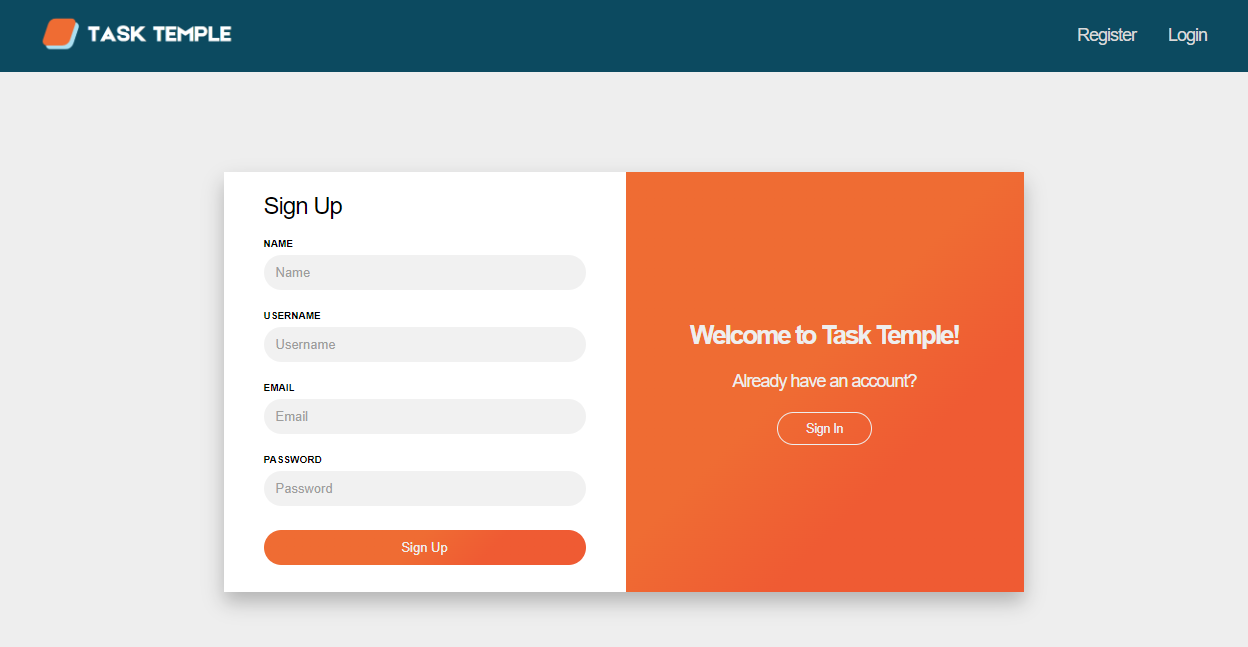 TASK TEMPLE
Register Login
Sign Up
NAME
Name
USERNAME
Username
EMAIL
Email
PASSWORD
Password
Sign Up
Welcome to Task Temple!
Already have an account?
Sign In